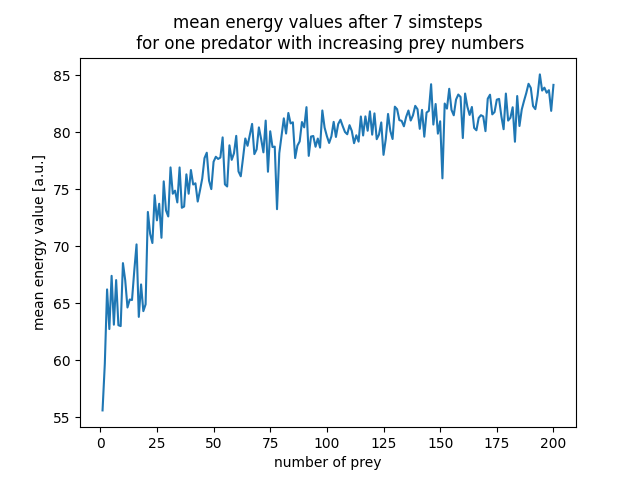 mean energy values after 7 simsteps
for one predator with increasing prey numbers
85
80
75
70
65
60
55
mean energy value [a.u.]
0 25 50 75 100 125 150 175 200
number of prey